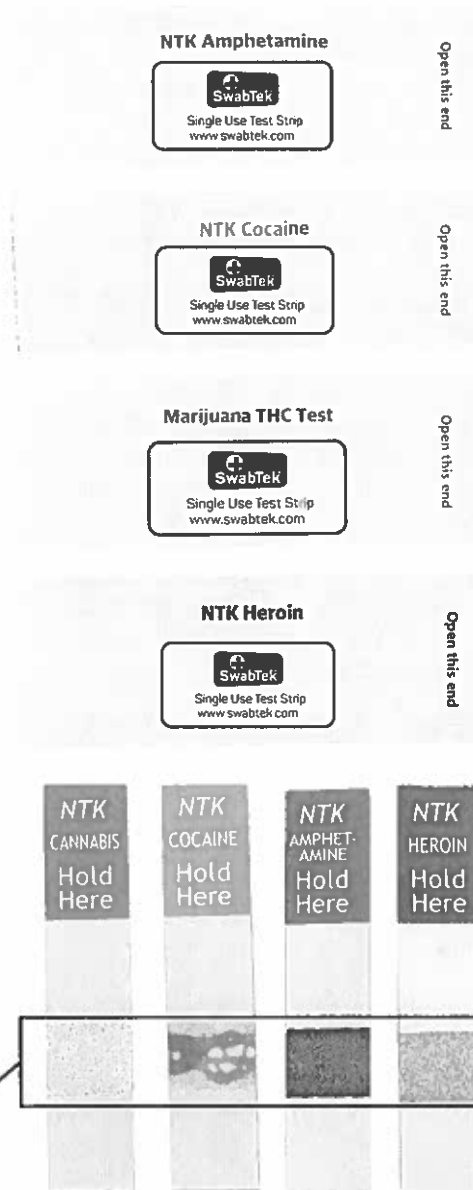 NTK Amphetamine
SwabTek
Single Use Test Strip
www.swabtek.com
Open this end
NTK Cocaine
SwabTek
Single Use Test Strip
www.swabtek.com
Open this end
Marijuana THC Test
SwabTek
Single Use Test Strip
www.swabtek.com
Open this end
NTK Heroin
SwabTek
Single Use Test Strip
www.swabtek.com
Open this end
NTK
CANNABIS
Hold
Here
NTK
COCAINE
Hold
Here
NTK
AMPHET-
AMINE
Hold
Here
NTK
HEROIN
Hold
Here